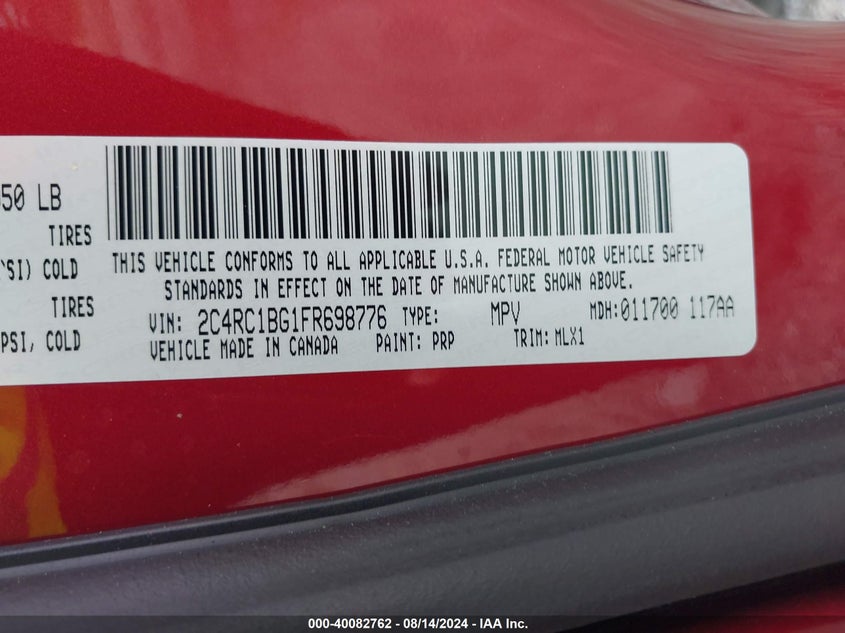 50 LB
TIRES
PSI) COLD
TIRES
PSI, COLD
THIS VEHICLE CONFORMS TO ALL APPLICABLE U.S.A. FEDERAL MOTOR VEHICLE SAFETY
STANDARDS IN EFFECT ON THE DATE OF MANUFACTURE SHOWN ABOVE.
VIN: 2C4RC1BG1FR698776 TYPE: MPV MDH:011700 117AA
VEHICLE MADE IN CANADA PAINT: PRP TRIM: MLX1
000-40082762 - 08/14/2024 - IAA Inc.